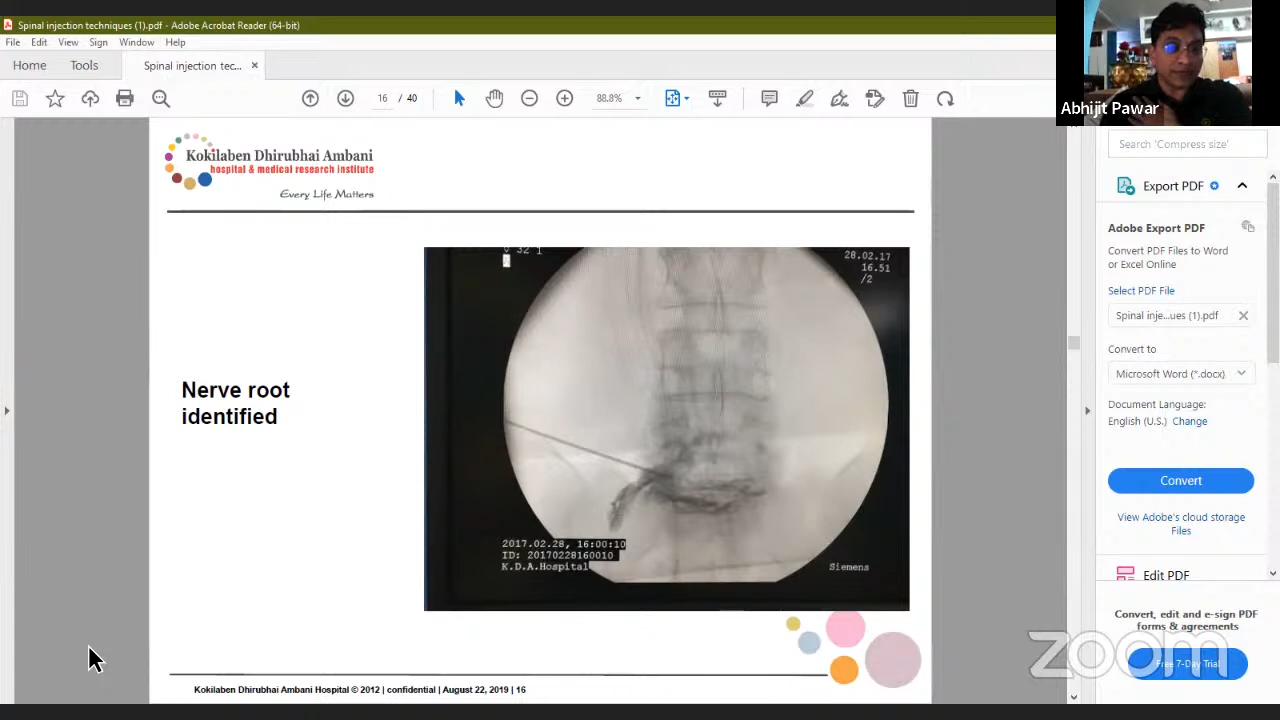 Spinal injection techniques (1).pdf - Adobe Acrobat Reader (64-bit)
File Edit View Sign Window Help
Home Tools Spinal injection tec... ×
16 / 40 88.8%
Abhijit Pawar
Kokilaben Dhirubhai Ambani
hospital & medical research institute
Every Life Matters
Nerve root
identified
28.02.17
16.51
/2
2017.02.28, 16:00:10
ID: 20170228160010
K.D.A.Hospital
Siemens
Kokilaben Dhirubhai Ambani Hospital © 2012 | confidential | August 22, 2019 | 16
Search 'Compress size'
Export PDF
Adobe Export PDF
Convert PDF Files to Word
or Excel Online
Select PDF File
Spinal inje...ues (1).pdf
Convert to
Microsoft Word (*.docx)
Document Language:
English (U.S.) Change
Convert
View Adobe's cloud storage
Files
Edit PDF
Convert, edit and e-sign PDF
forms & agreements
Free 7-Day Trial
zoom